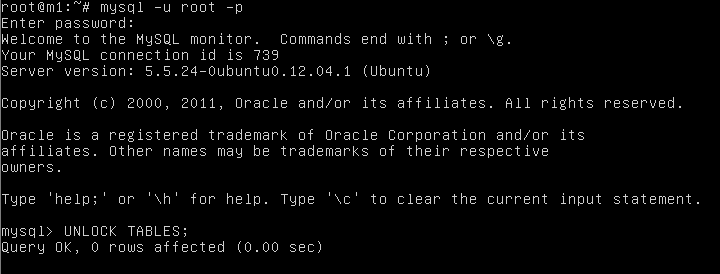 root@m1:~# mysql -u root -p
Enter password:
Welcome to the MySQL monitor.  Commands end with ; or \g.
Your MySQL connection id is 739
Server version: 5.5.24-0ubuntu0.12.04.1 (Ubuntu)

Copyright (c) 2000, 2011, Oracle and/or its affiliates. All rights reserved.

Oracle is a registered trademark of Oracle Corporation and/or its
affiliates. Other names may be trademarks of their respective
owners.

Type 'help;' or '\h' for help. Type '\c' to clear the current input statement.

mysql> UNLOCK TABLES;
Query OK, 0 rows affected (0.00 sec)